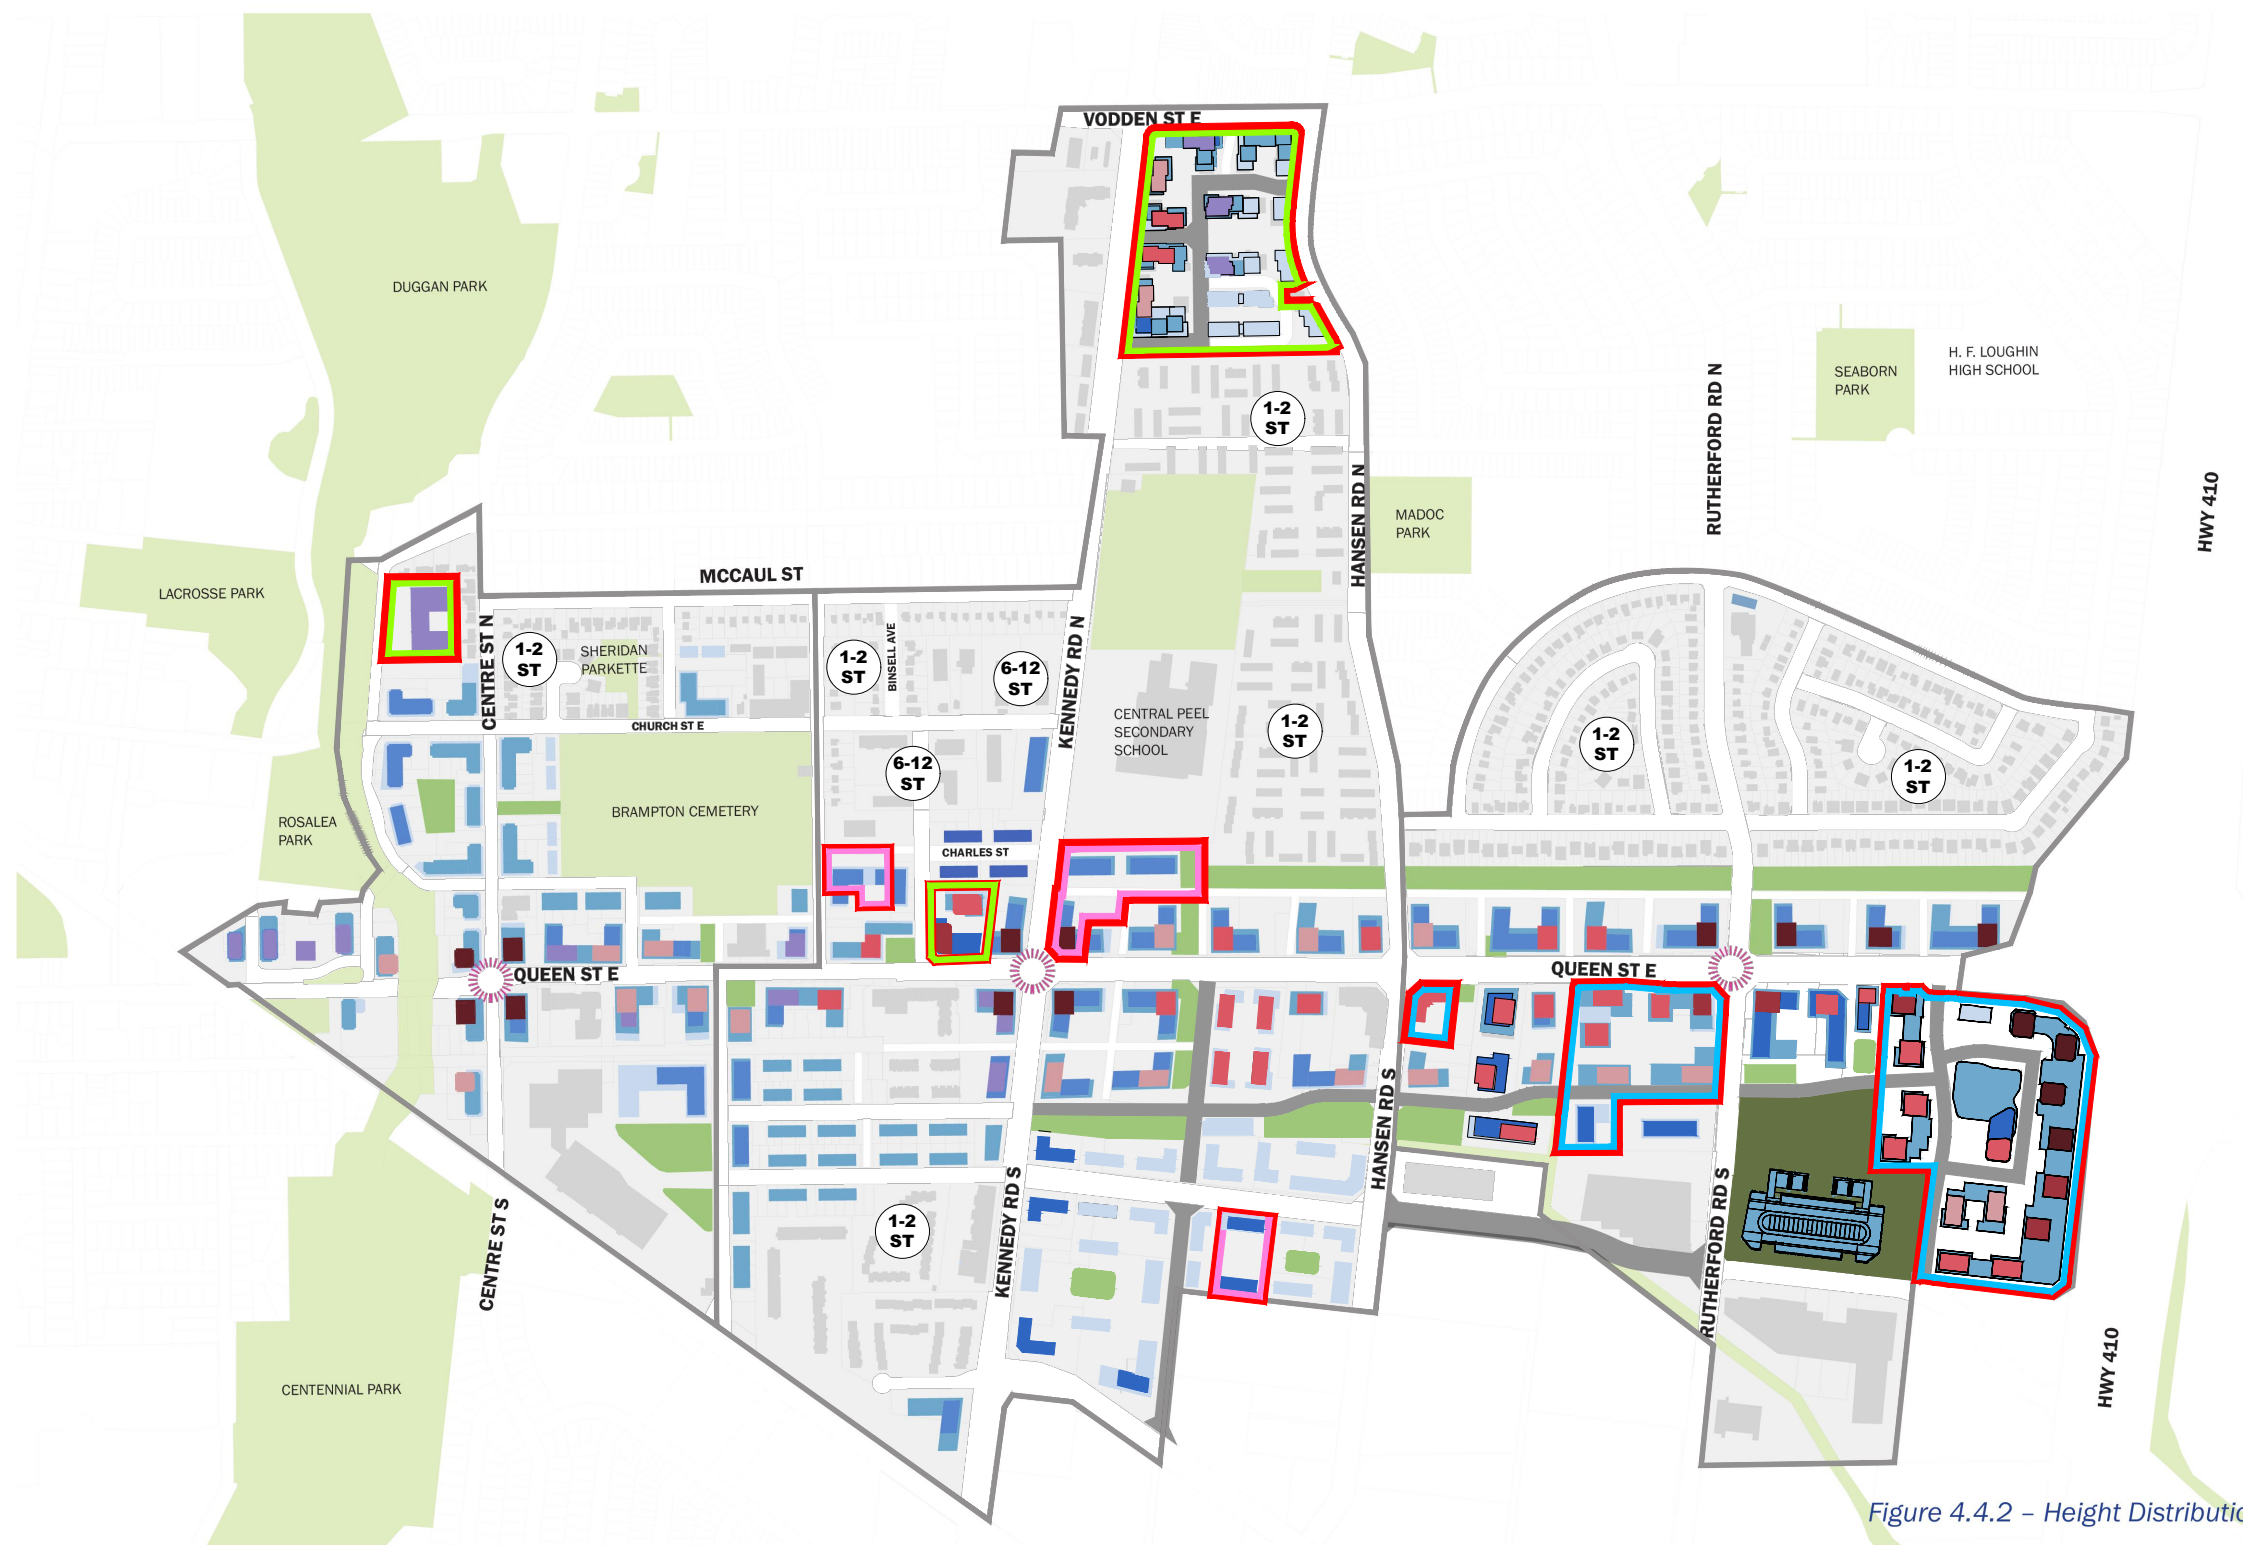 VODDEN ST E
DUGGAN PARK
H. F. LOUGHIN
HIGH SCHOOL
SEABORN
PARK
RUTHERFORD RD N
1-2
ST
HWY 410
HANSEN RD N
MADOC
PARK
MCCAUL ST
LACROSSE PARK
CENTRE ST N
1-2
ST
SHERIDAN
PARKETTE
1-2
ST
BINSELL AVE
6-12
ST
KENNEDY RD N
CENTRAL PEEL
SECONDARY
SCHOOL
1-2
ST
1-2
ST
1-2
ST
CHURCH ST E
6-12
ST
BRAMPTON CEMETERY
ROSALEA
PARK
CHARLES ST
QUEEN ST E
QUEEN ST E
HANSEN RD S
CENTRE ST S
KENNEDY RD S
1-2
ST
RUTHERFORD RD S
HWY 410
CENTENNIAL PARK
Figure 4.4.2 – Height Distributio